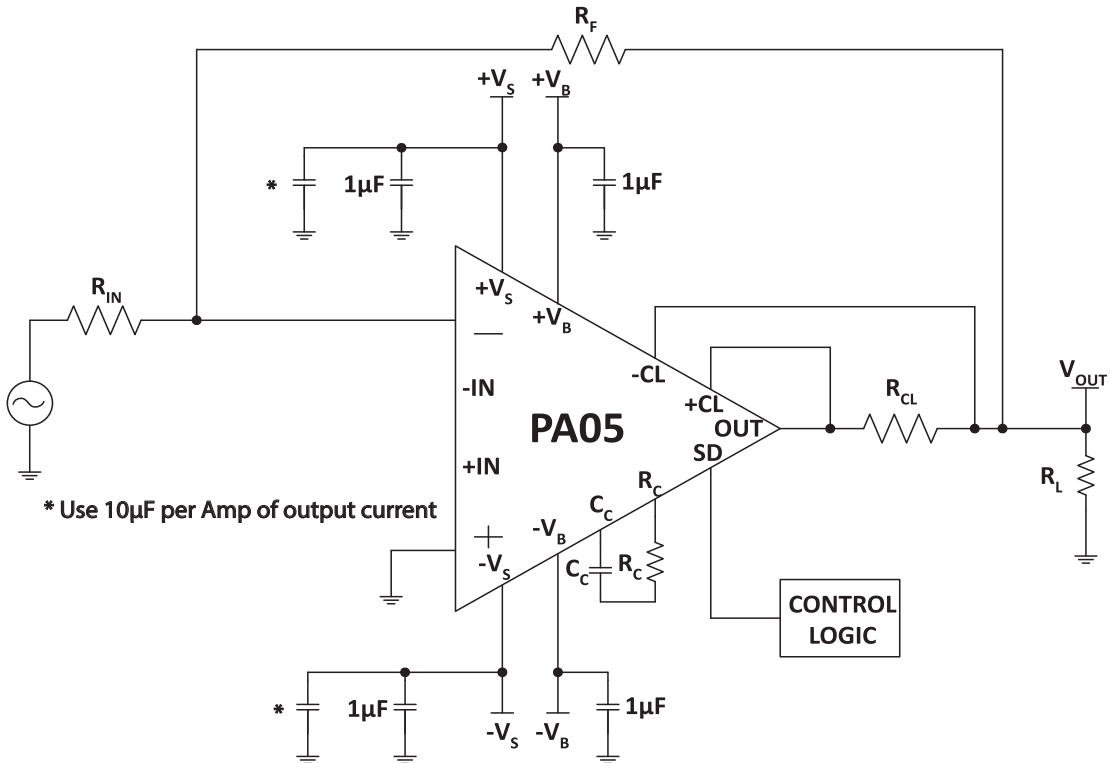 R_F
+V_S
+V_B
*
1µF
1µF
R_IN
+V_S
+V_B
-CL
+CL
V_OUT
R_CL
-IN
PA05
OUT
+IN
SD
R_L
R_C
* Use 10µF per Amp of output current
C_C
-V_B
-V_S
C_C
R_C
CONTROL
LOGIC
*
1µF
1µF
-V_S
-V_B